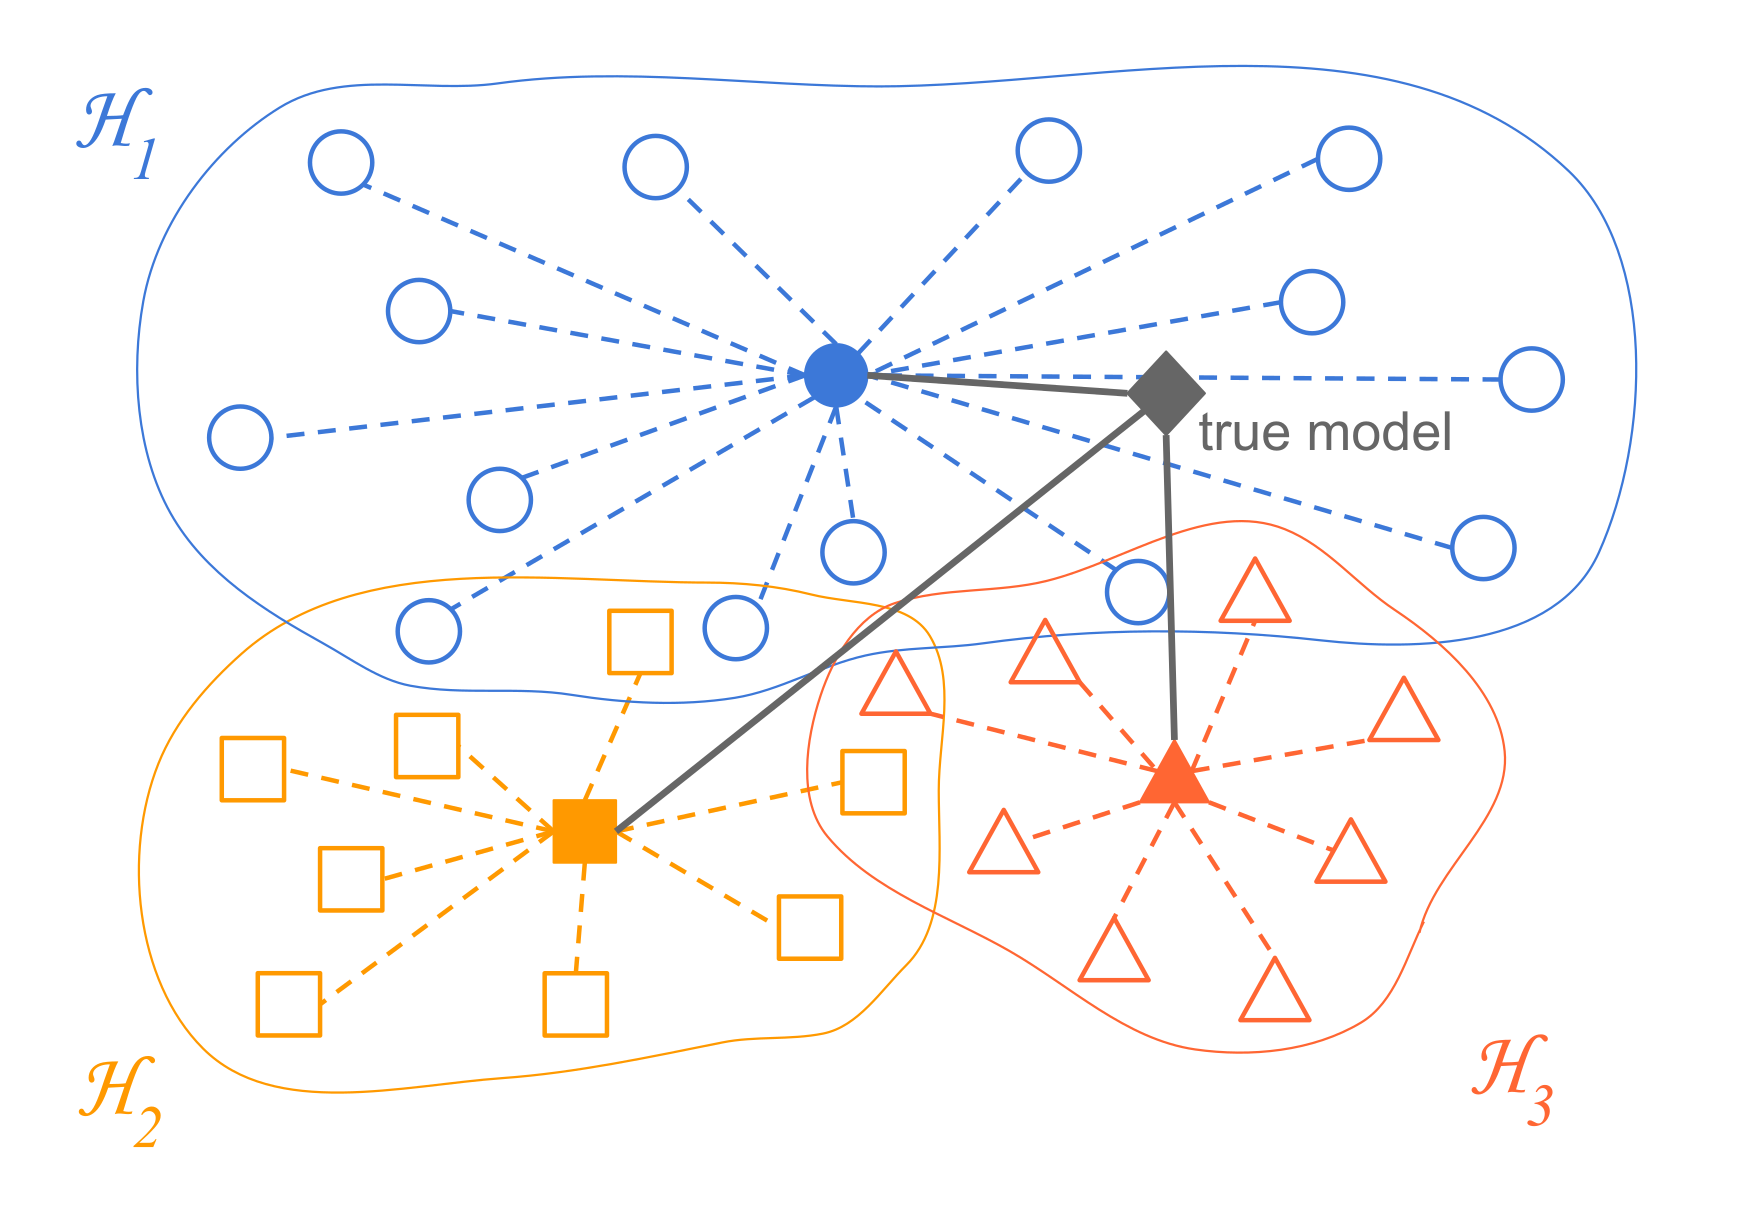 ℋ₁
true model
ℋ₂
ℋ₃